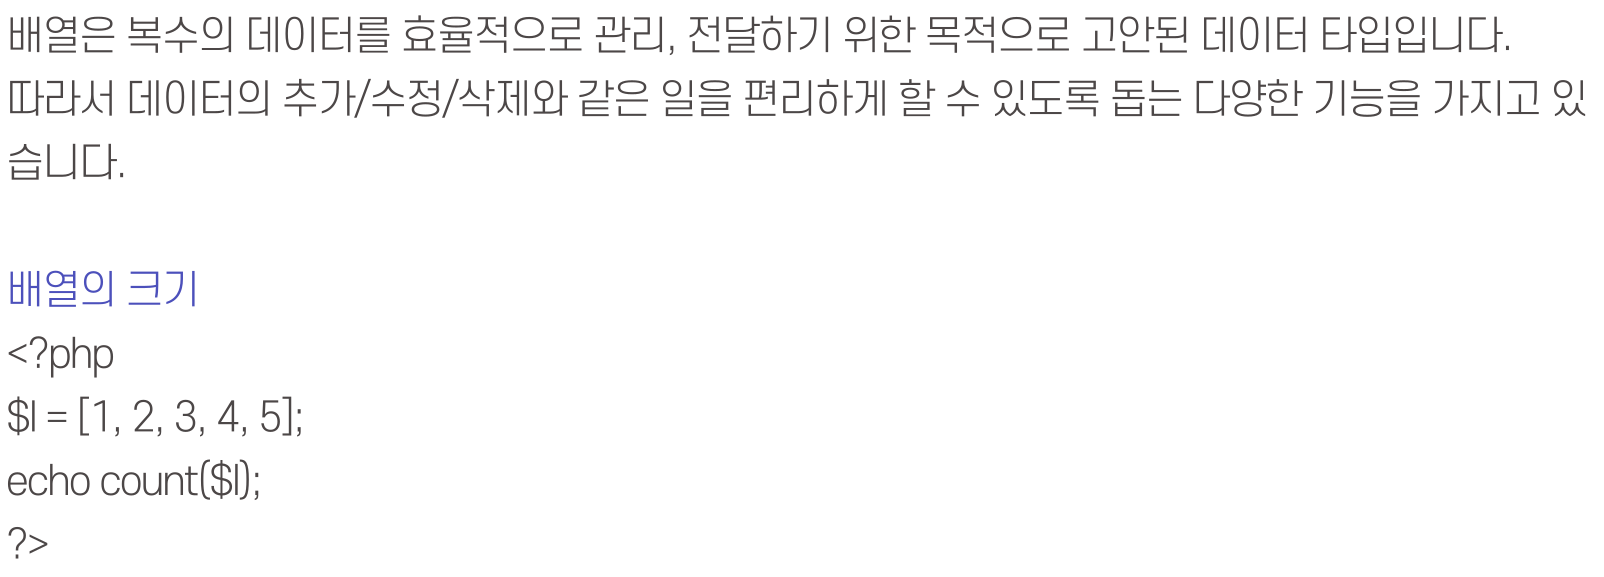 배열은 복수의 데이터를 효율적으로 관리, 전달하기 위한 목적으로 고안된 데이터 타입입니다.
따라서 데이터의 추가/수정/삭제와 같은 일을 편리하게 할 수 있도록 돕는 다양한 기능을 가지고 있
습니다.
배열의 크기
<?php
$l = [1, 2, 3, 4, 5];
echo count($l);
?>